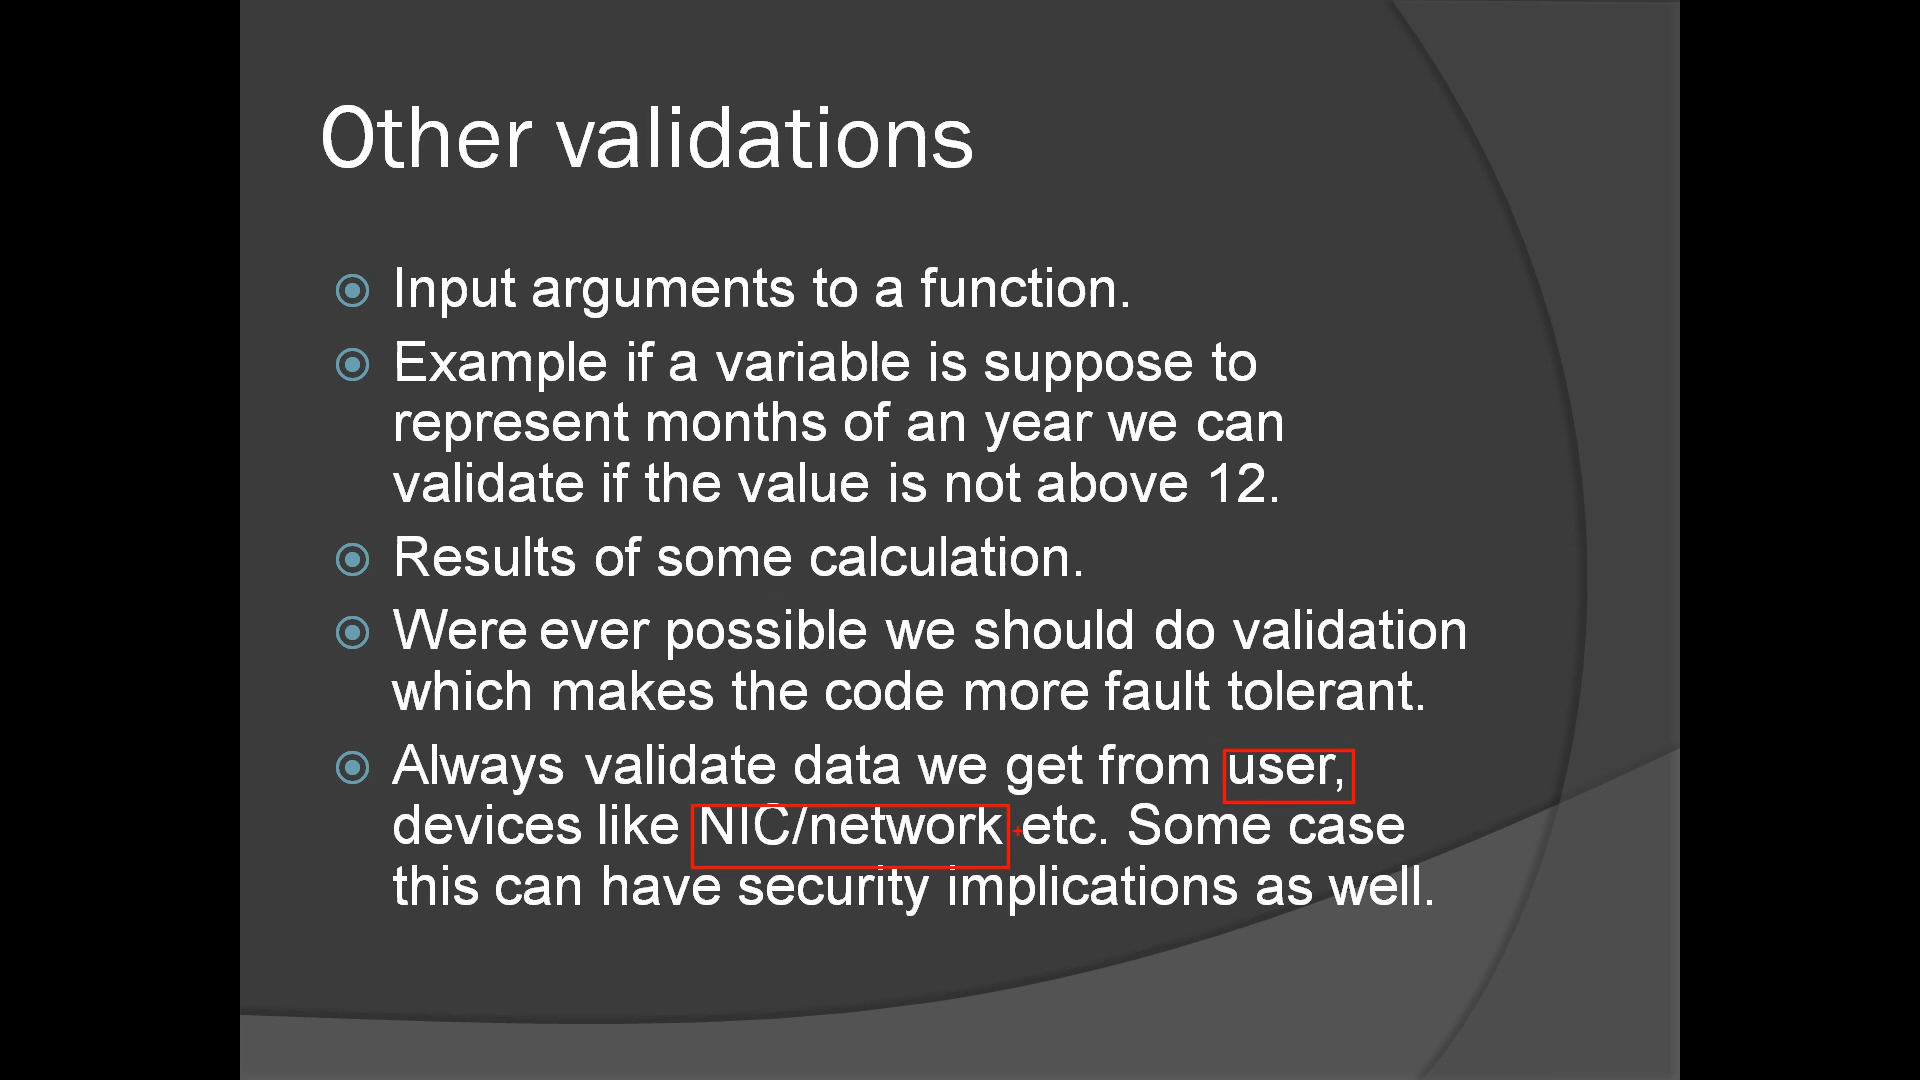 Other validations
Input arguments to a function.
Example if a variable is suppose to
represent months of an year we can
validate if the value is not above 12.
Results of some calculation.
Were ever possible we should do validation
which makes the code more fault tolerant.
Always validate data we get from user,
devices like NIC/network etc. Some case
this can have security implications as well.